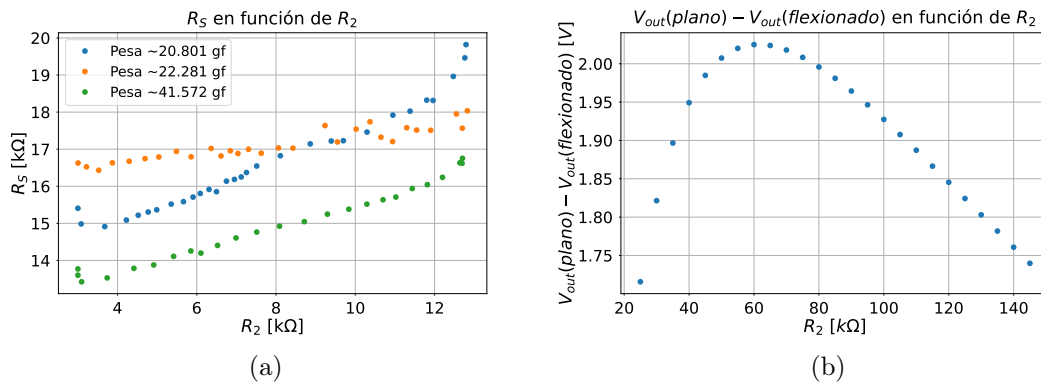 R_S en función de R_2
Pesa ~20.801 gf
Pesa ~22.281 gf
Pesa ~41.572 gf
R_S [kΩ]
20
19
18
17
16
15
14
4 6 8 10 12
R_2 [kΩ]
(a)
V_out(plano) − V_out(flexionado) en función de R_2
V_out(plano) − V_out(flexionado) [V]
2.00
1.95
1.90
1.85
1.80
1.75
20 40 60 80 100 120 140
R_2 [kΩ]
(b)